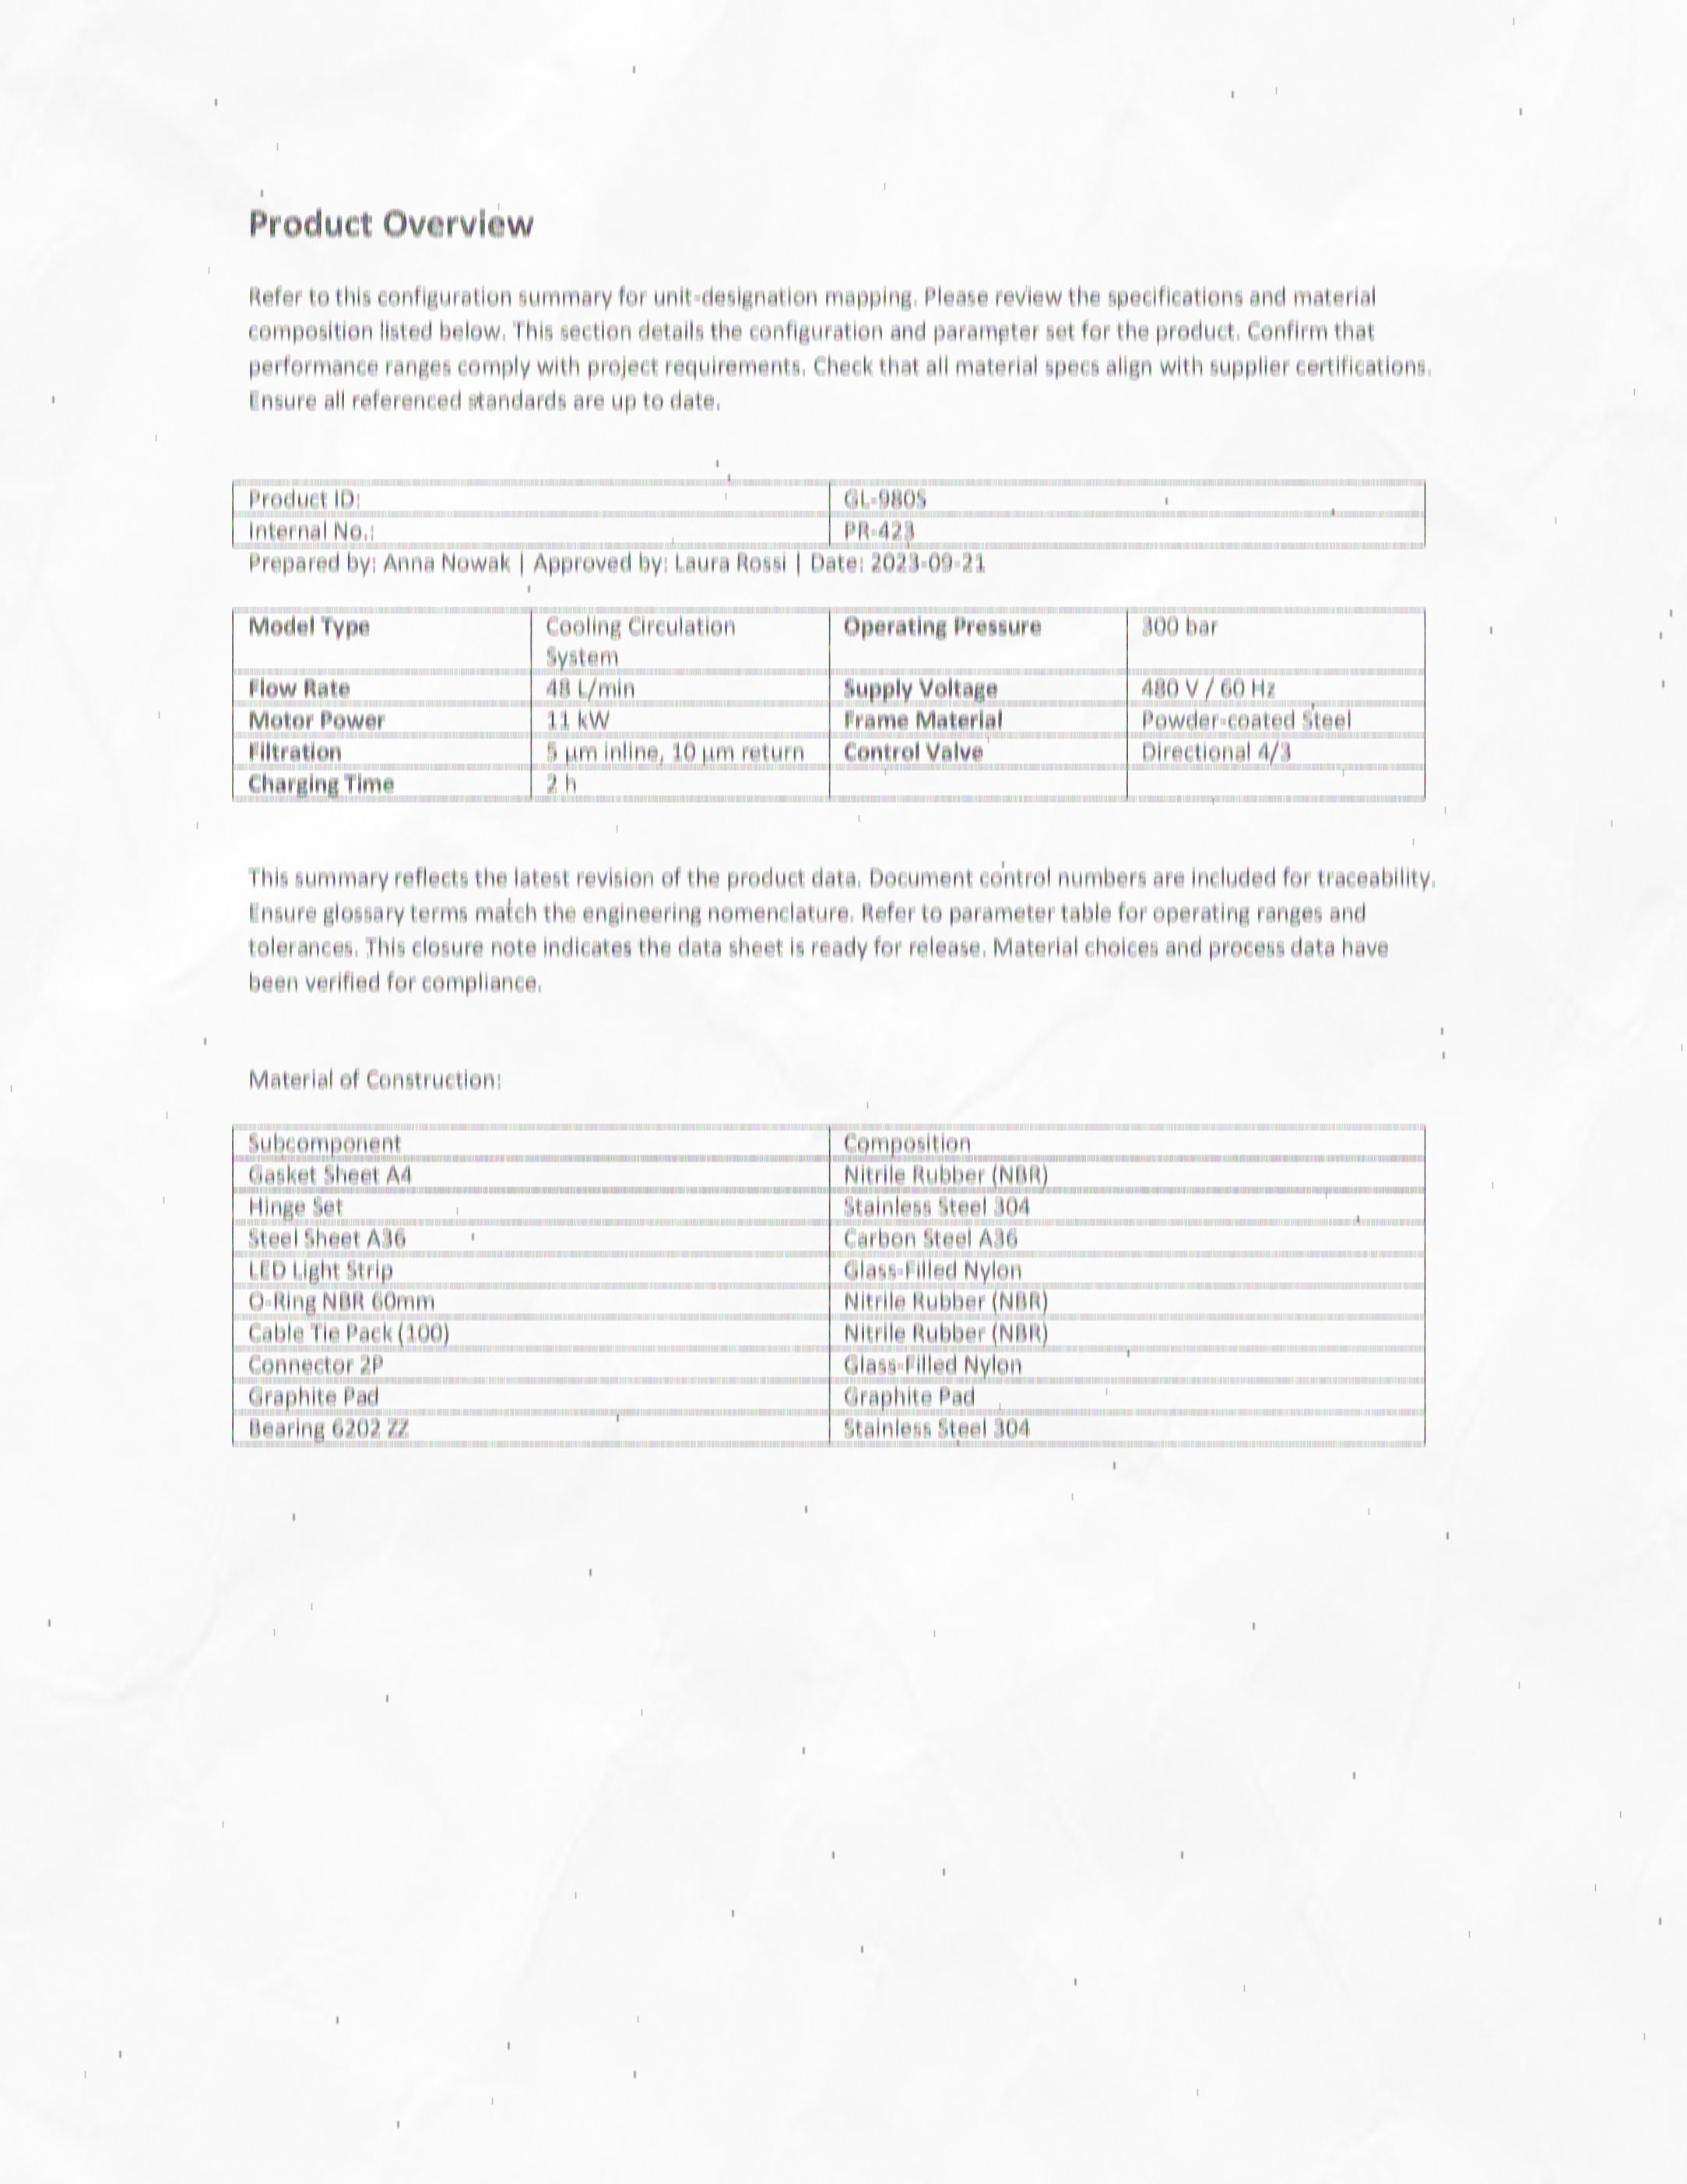 Product Overview
Refer to this configuration summary for unit-designation mapping. Please review the specifications and material
composition listed below. This section details the configuration and parameter set for the product. Confirm that
performance ranges comply with project requirements. Check that all material specs align with supplier certifications.
Ensure all referenced standards are up to date.
Product ID: GL-980S
Internal No.: PR-423
Prepared by: Anna Nowak | Approved by: Laura Rossi | Date: 2023-09-21
Model Type Cooling Circulation Operating Pressure 300 bar
System
Flow Rate 48 L/min Supply Voltage 480 V / 60 Hz
Motor Power 11 kW Frame Material Powder-coated Steel
Filtration 5 µm inline, 10 µm return Control Valve Directional 4/3
Charging Time 2 h
This summary reflects the latest revision of the product data. Document control numbers are included for traceability.
Ensure glossary terms match the engineering nomenclature. Refer to parameter table for operating ranges and
tolerances. This closure note indicates the data sheet is ready for release. Material choices and process data have
been verified for compliance.
Material of Construction:
Subcomponent Composition
Gasket Sheet A4 Nitrile Rubber (NBR)
Hinge Set Stainless Steel 304
Steel Sheet A36 Carbon Steel A36
LED Light Strip Glass-Filled Nylon
O-Ring NBR 60mm Nitrile Rubber (NBR)
Cable Tie Pack (100) Nitrile Rubber (NBR)
Connector 2P Glass-Filled Nylon
Graphite Pad Graphite Pad
Bearing 6202 ZZ Stainless Steel 304